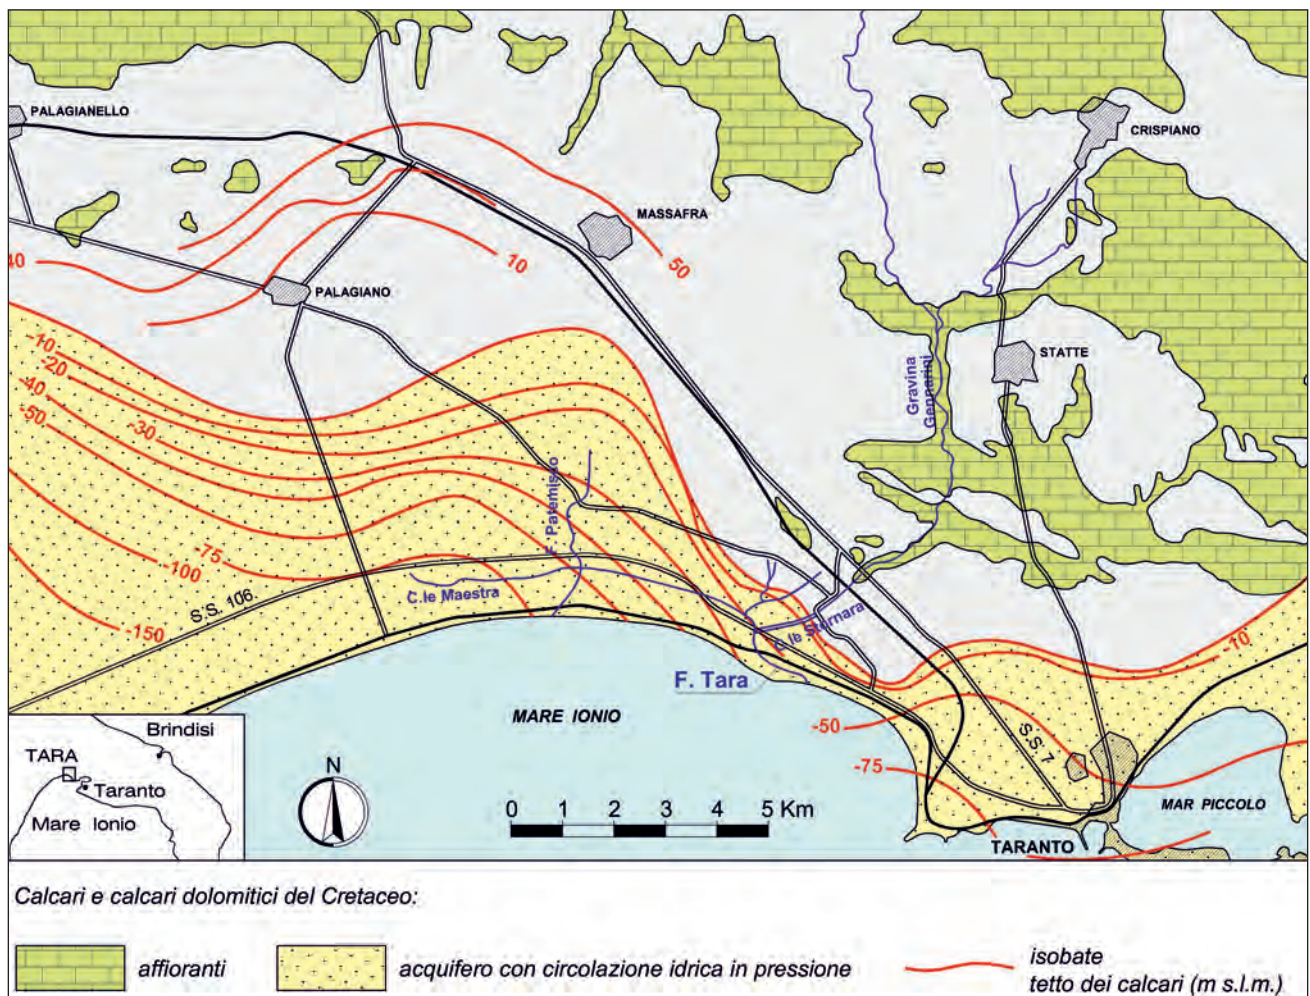 PALAGIANELLO
CRISPIANO
MASSAFRA
50
10
40
PALAGIANO
STATTE
Gravina
Gennarini
-10
-20
-40
-50
-30
F. Patemisco
-75
-100
C.le Maestra
S.S. 106
-150
C.le Stornara
-10
F. Tara
MARE IONIO
-50
S.S. 7
-75
Brindisi
TARA
Taranto
Mare Ionio
N
0 1 2 3 4 5 Km
MAR PICCOLO
TARANTO
Calcari e calcari dolomitici del Cretaceo:
affioranti
acquifero con circolazione idrica in pressione
isobate
tetto dei calcari (m s.l.m.)